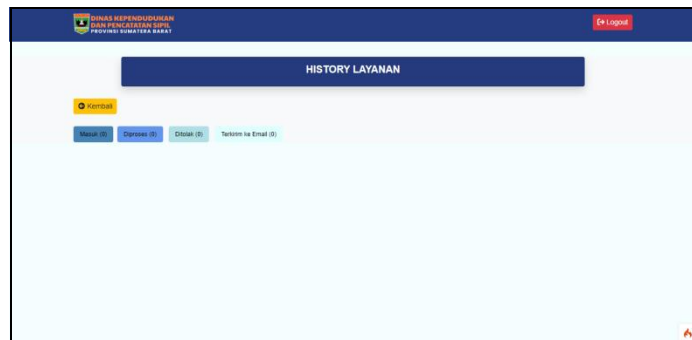 DINAS KEPENDUDUKAN
DAN PENCATATAN SIPIL
PROVINSI SUMATERA BARAT
Logout
HISTORY LAYANAN
Kembali
Masuk (0) Diproses (0) Ditolak (0) Terkirim ke Email (0)